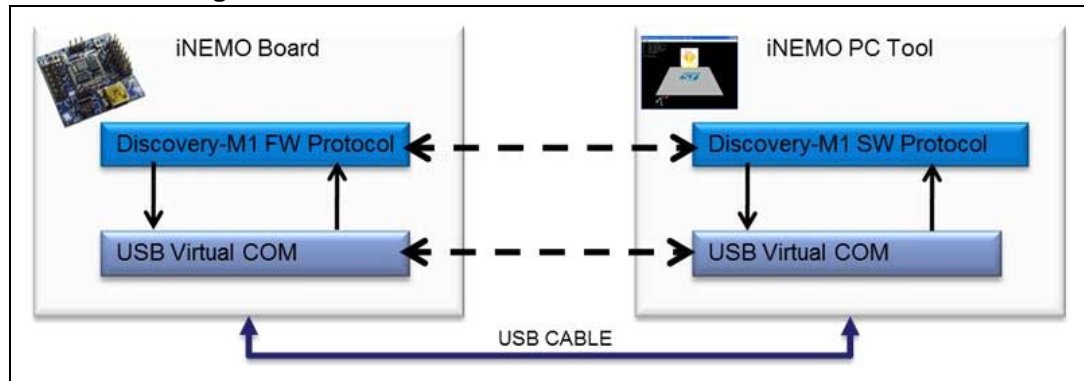 iNEMO Board
iNEMO PC Tool
Discovery-M1 FW Protocol
Discovery-M1 SW Protocol
USB Virtual COM
USB Virtual COM
USB CABLE